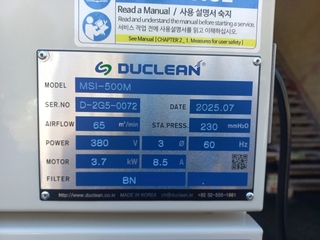 Read a Manual / 사용 설명서 숙지
Read and understand the manual before starting a service.
서비스 작업 전에 사용설명서를 읽고 이해하십시오.
See Manual [ CHAPTER 2_ 1. Measures for user safety ]
DUCLEAN®
MODEL MSI-500M
SER.NO D-2G5-0072 DATE 2025.07
AIRFLOW 65 m³/min STA.PRESS 230 mmH₂O
POWER 380 V 3 Ø 60 Hz
MOTOR 3.7 kW 8.5 A
FILTER BN
http://www.duclean.co.kr MADE IN KOREA